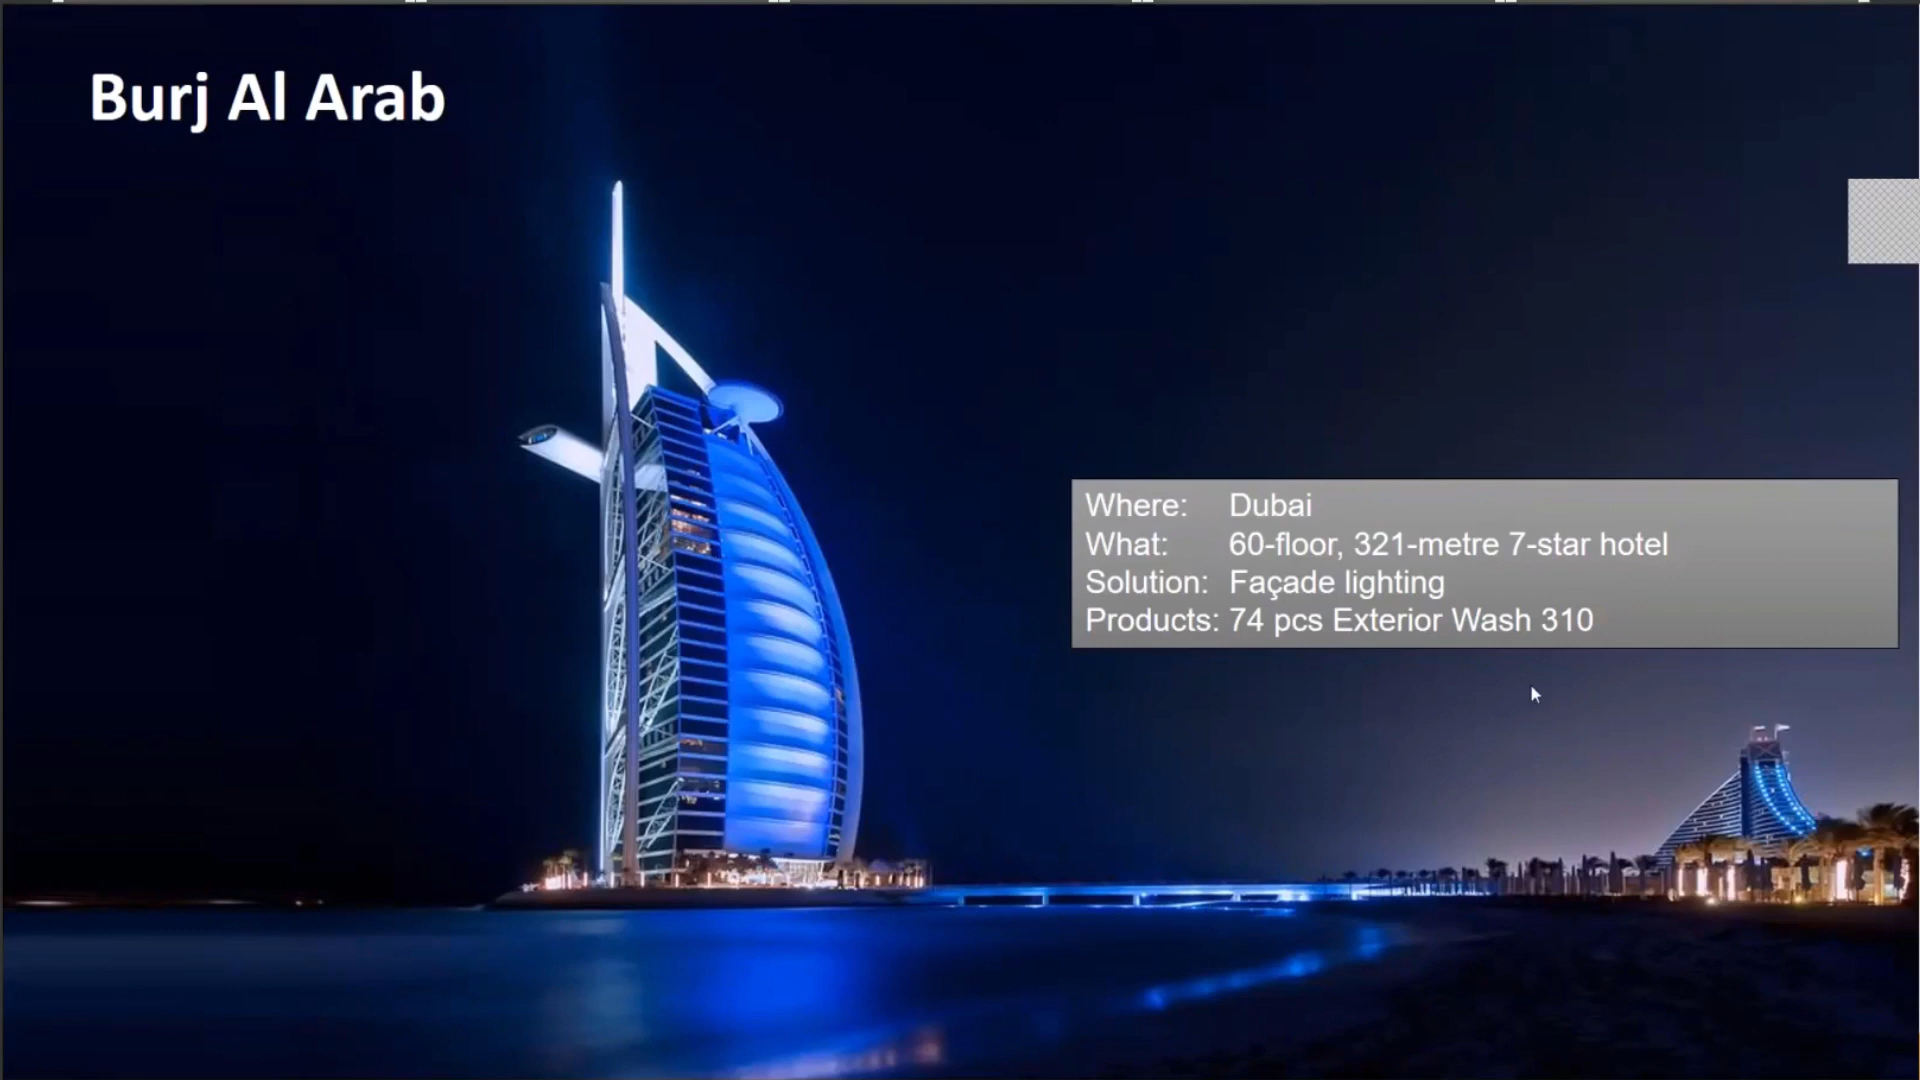 Burj Al Arab
Where: Dubai
What: 60-floor, 321-metre 7-star hotel
Solution: Façade lighting
Products: 74 pcs Exterior Wash 310